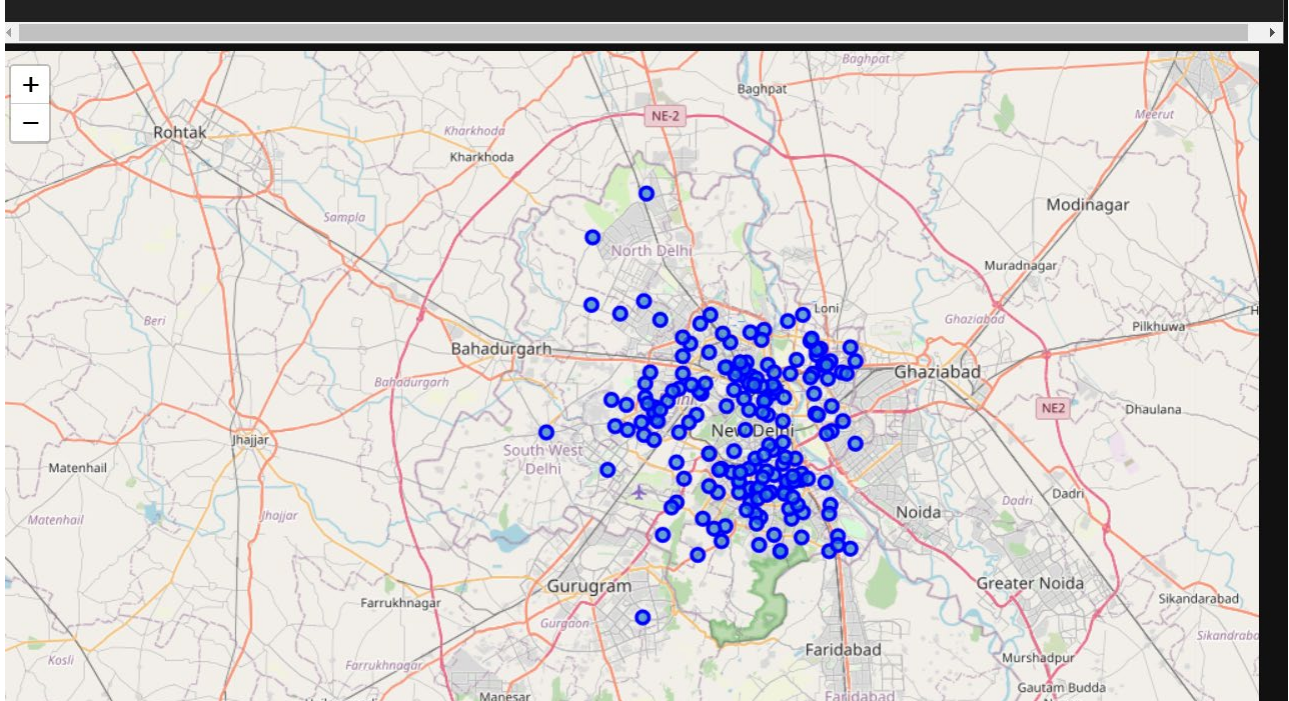 +
−
Baghpat
Baghpat
NE-2
Meerut
Rohtak
Kharkhoda
Kharkhoda
Modinagar
Sampla
North Delhi
Muradnagar
Loni
Ghaziabad
Beri
Pilkhuwa
Bahadurgarh
Ghaziabad
Bahadurgarh
NE2
Dhaulana
New Delhi
Jhajjar
South West
Delhi
Matenhail
Dadri
Dadri
Noida
Matenhail
Jhajjar
Gurugram
Greater Noida
Farrukhnagar
Sikandarabad
Gurgaon
Sikandraba
Faridabad
Kosli
Farrukhnagar
Murshadpur
Gautam Budda
Manesar
Faridabad